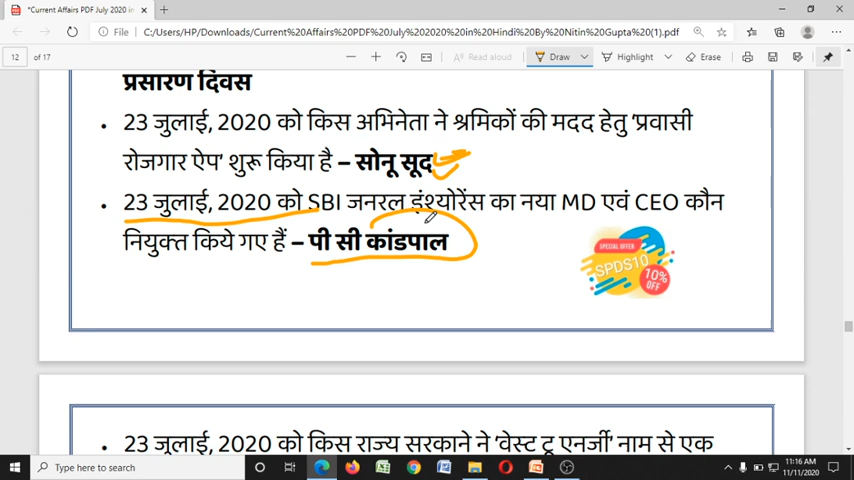 *Current Affairs PDF July 2020 in
File C:/Users/HP/Downloads/Current%20Affairs%20PDF%20July%202020%20in%20Hindi%20By%20Nitin%20Gupta%20(1).pdf
12 of 17 Read aloud Draw Highlight Erase
प्रसारण दिवस
• 23 जुलाई, 2020 को किस अभिनेता ने श्रमिकों की मदद हेतु ‘प्रवासी
रोजगार ऐप’ शुरू किया है – सोनू सूद
• 23 जुलाई, 2020 को SBI जनरल इंश्योरेंस का नया MD एवं CEO कौन
नियुक्त किये गए हैं – पी सी कांडपाल
SPECIAL OFFER
SPDS10
10%
OFF
• 23 जुलाई, 2020 को किस राज्य सरकाने ने ‘वेस्ट टू एनर्जी’ नाम से एक
Type here to search
11:16 AM
11/11/2020